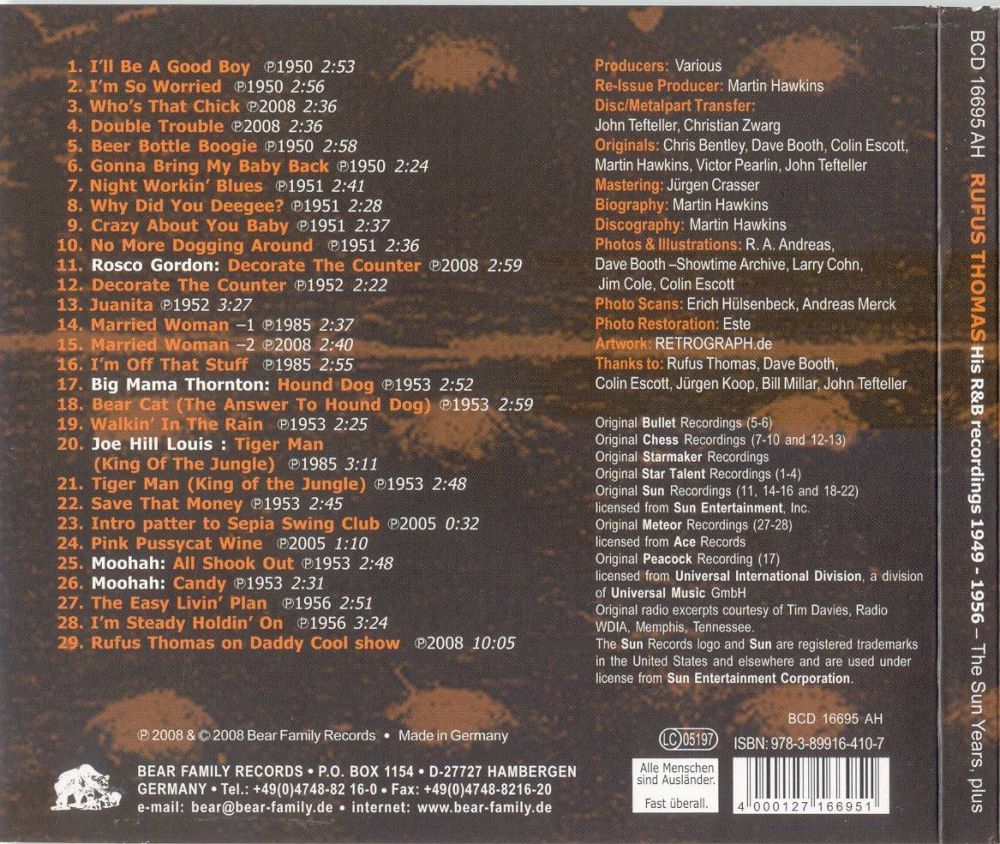 1. I'll Be A Good Boy ℗1950 2:53
2. I'm So Worried ℗1950 2:56
3. Who's That Chick ℗2008 2:36
4. Double Trouble ℗2008 2:36
5. Beer Bottle Boogie ℗1950 2:58
6. Gonna Bring My Baby Back ℗1950 2:24
7. Night Workin' Blues ℗1951 2:41
8. Why Did You Deegee? ℗1951 2:28
9. Crazy About You Baby ℗1951 2:37
10. No More Dogging Around ℗1951 2:36
11. Rosco Gordon: Decorate The Counter ℗2008 2:59
12. Decorate The Counter ℗1952 2:22
13. Juanita ℗1952 3:27
14. Married Woman –1 ℗1985 2:37
15. Married Woman –2 ℗2008 2:40
16. I'm Off That Stuff ℗1985 2:55
17. Big Mama Thornton: Hound Dog ℗1953 2:52
18. Bear Cat (The Answer To Hound Dog) ℗1953 2:59
19. Walkin' In The Rain ℗1953 2:25
20. Joe Hill Louis : Tiger Man
(King Of The Jungle) ℗1985 3:11
21. Tiger Man (King of the Jungle) ℗1953 2:48
22. Save That Money ℗1953 2:45
23. Intro patter to Sepia Swing Club ℗2005 0:32
24. Pink Pussycat Wine ℗2005 1:10
25. Moohah: All Shook Out ℗1953 2:48
26. Moohah: Candy ℗1953 2:31
27. The Easy Livin' Plan ℗1956 2:51
28. I'm Steady Holdin' On ℗1956 3:24
29. Rufus Thomas on Daddy Cool show ℗2008 10:05
Producers: Various
Re-Issue Producer: Martin Hawkins
Disc/Metalpart Transfer:
John Tefteller, Christian Zwarg
Originals: Chris Bentley, Dave Booth, Colin Escott,
Martin Hawkins, Victor Pearlin, John Tefteller
Mastering: Jürgen Crasser
Biography: Martin Hawkins
Discography: Martin Hawkins
Photos & Illustrations: R. A. Andreas,
Dave Booth –Showtime Archive, Larry Cohn,
Jim Cole, Colin Escott
Photo Scans: Erich Hülsenbeck, Andreas Merck
Photo Restoration: Este
Artwork: RETROGRAPH.de
Thanks to: Rufus Thomas, Dave Booth,
Colin Escott, Jürgen Koop, Bill Millar, John Tefteller
Original Bullet Recordings (5-6)
Original Chess Recordings (7-10 and 12-13)
Original Starmaker Recordings
Original Star Talent Recordings (1-4)
Original Sun Recordings (11, 14-16 and 18-22)
licensed from Sun Entertainment, Inc.
Original Meteor Recordings (27-28)
licensed from Ace Records
Original Peacock Recording (17)
licensed from Universal International Division, a division
of Universal Music GmbH
Original radio excerpts courtesy of Tim Davies, Radio
WDIA, Memphis, Tennessee.
The Sun Records logo and Sun are registered trademarks
in the United States and elsewhere and are used under
license from Sun Entertainment Corporation.
℗ 2008 & © 2008 Bear Family Records • Made in Germany
BEAR FAMILY RECORDS • P.O. BOX 1154 • D-27727 HAMBERGEN
GERMANY • Tel.: +49(0)4748-82 16-0 • Fax: +49(0)4748-8216-20
e-mail: bear@bear-family.de • internet: www.bear-family.de
BCD 16695 AH
LC 05197
ISBN: 978-3-89916-410-7
Alle Menschen
sind Ausländer.
Fast überall.
4 000127 166951
BCD 16695 AH RUFUS THOMAS His R&B recordings 1949 - 1956 – The Sun Years, plus